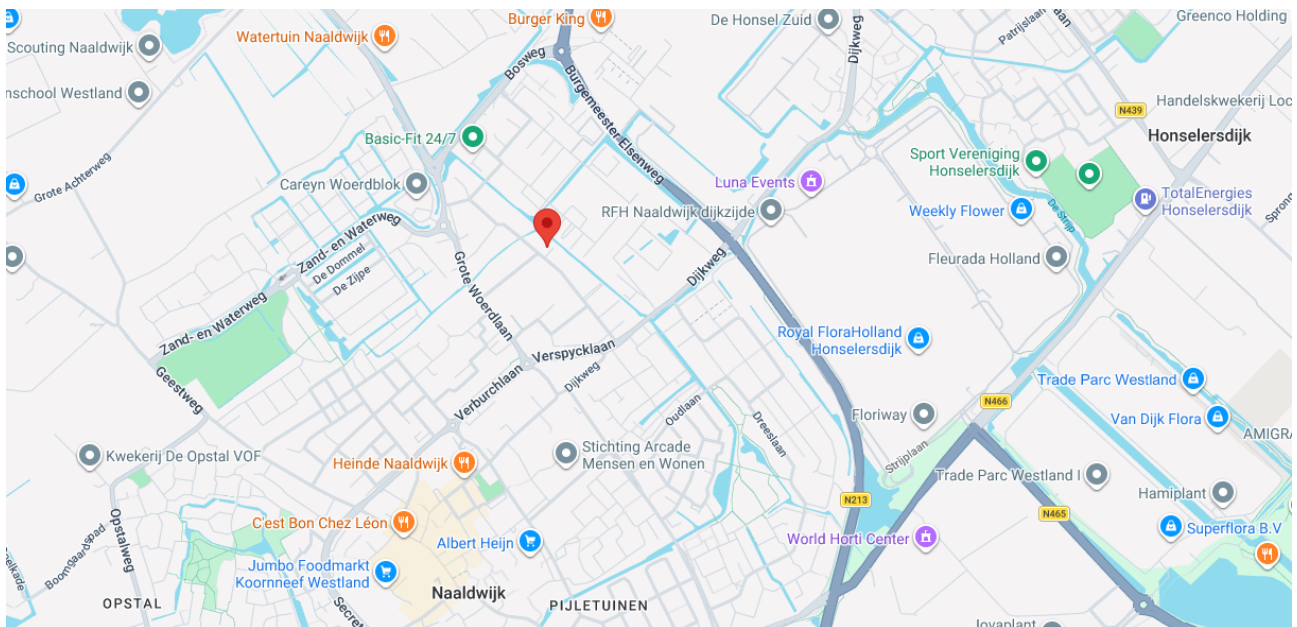 Burger King
De Honsel Zuid
Greenco Holding
Patrijslaan
Scouting Naaldwijk
Watertuin Naaldwijk
Bosweg
Dijkweg
nschool Westland
Burgemeester Elsenweg
N439
Handelskwekerij Loc
Honselersdijk
Basic-Fit 24/7
Sport Vereniging
Honselersdijk
Grote Achterweg
Careyn Woerdblok
Luna Events
TotalEnergies
Honselersdijk
De Strijp
Weekly Flower
RFH Naaldwijk dijkzijde
Sprong
Zand- en Waterweg
De Dommel
De Zijpe
Grote Woerdlaan
Dijkweg
Fleurada Holland
Zand- en Waterweg
Royal FloraHolland
Honselersdijk
Verspycklaan
Geestweg
Dijkweg
Verburchlaan
Oudlaan
Dreeslaan
Trade Parc Westland
N466
Floriway
Van Dijk Flora
AMIGRA
Kwekerij De Opstal VOF
Heinde Naaldwijk
Stichting Arcade
Mensen en Wonen
Strijplaan
Trade Parc Westland I
Hamiplant
N213
N465
C'est Bon Chez Léon
Opstalweg
Boomgaardspad
Superflora B.V
Albert Heijn
World Horti Center
Jumbo Foodmarkt
Koornneef Westland
Naaldwijk
OPSTAL
PIJLETUINEN
Secret
Jovaplant